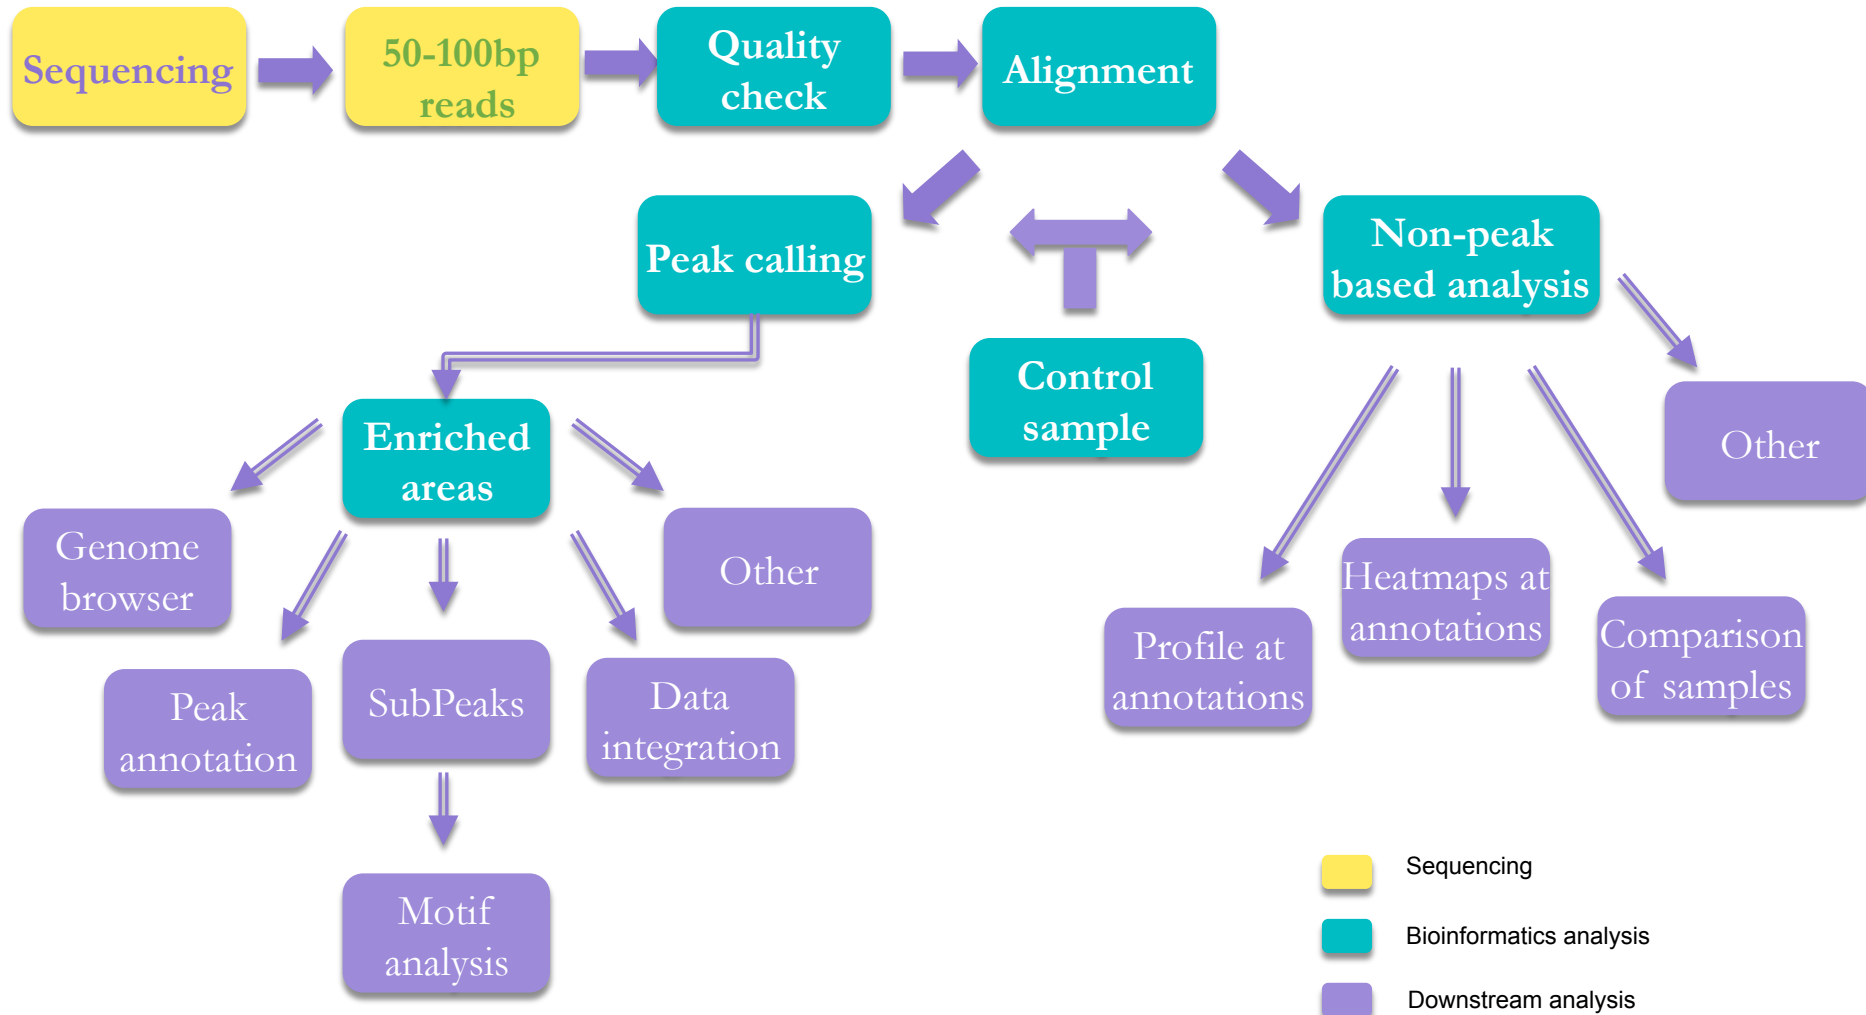 Sequencing
50-100bp
reads
Quality
check
Alignment
Peak calling
Non-peak
based analysis
Control
sample
Enriched
areas
Other
Genome
browser
Other
Heatmaps at
annotations
Profile at
annotations
Comparison
of samples
Peak
annotation
SubPeaks
Data
integration
Motif
analysis
Sequencing
Bioinformatics analysis
Downstream analysis